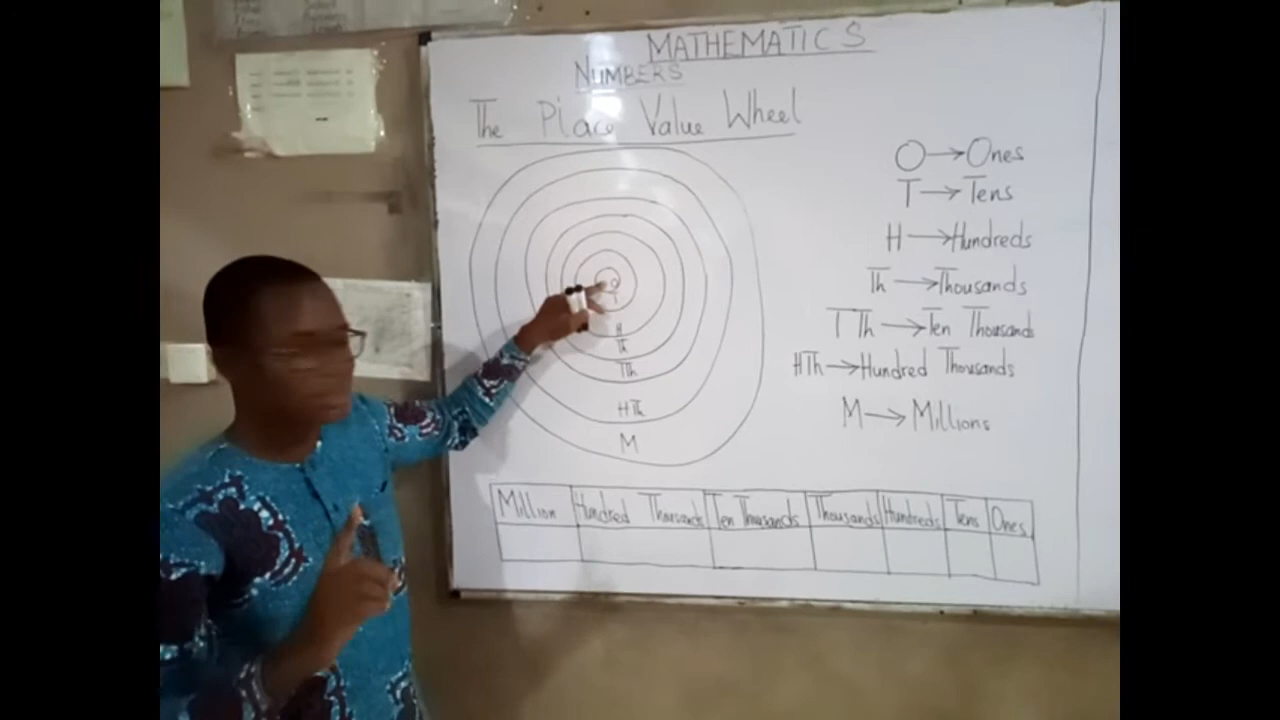 MATHEMATICS
NUMBERS
The Place Value Wheel
O
T
H
Th
TTh
HTh
M
O → Ones
T → Tens
H → Hundreds
Th → Thousands
T Th → Ten Thousands
HTh → Hundred Thousands
M → Millions
Million Hundred Thousands Ten Thousands Thousands Hundreds Tens Ones